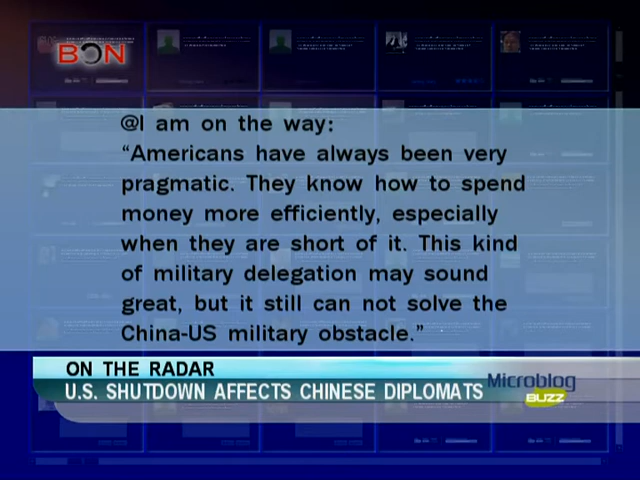 BON
@I am on the way:
“Americans have always been very
pragmatic. They know how to spend
money more efficiently, especially
when they are short of it. This kind
of military delegation may sound
great, but it still can not solve the
China-US military obstacle.”
ON THE RADAR
U.S. SHUTDOWN AFFECTS CHINESE DIPLOMATS
Microblog
BUZZ